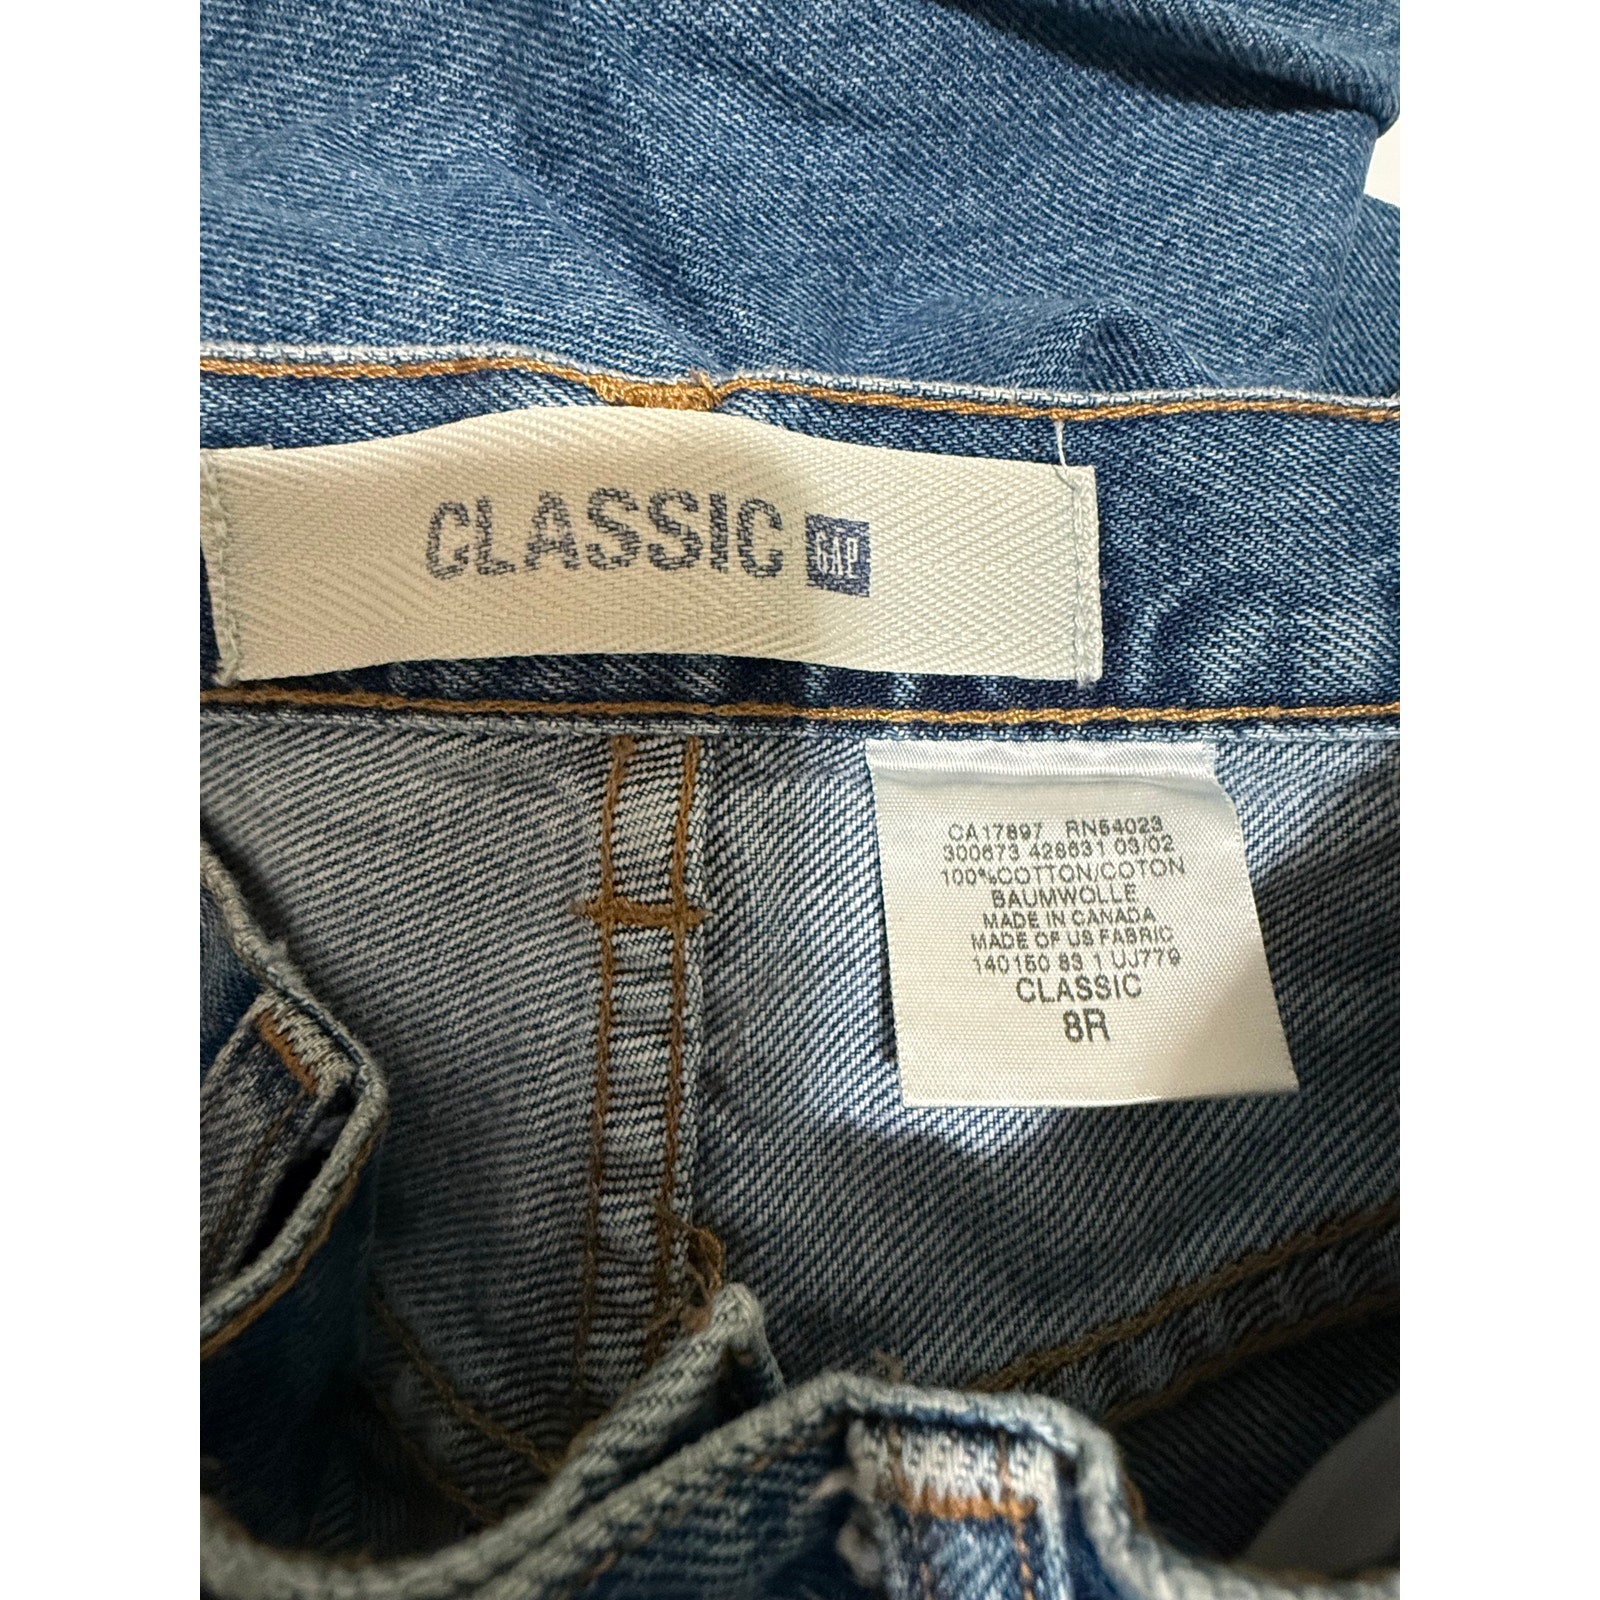 CLASSIC GAP
CA17897 RN54023
300673 428631 03/02
100%COTTON/COTON
BAUMWOLLE
MADE IN CANADA
MADE OF US FABRIC
140150 83 1 UJ779
CLASSIC
8R